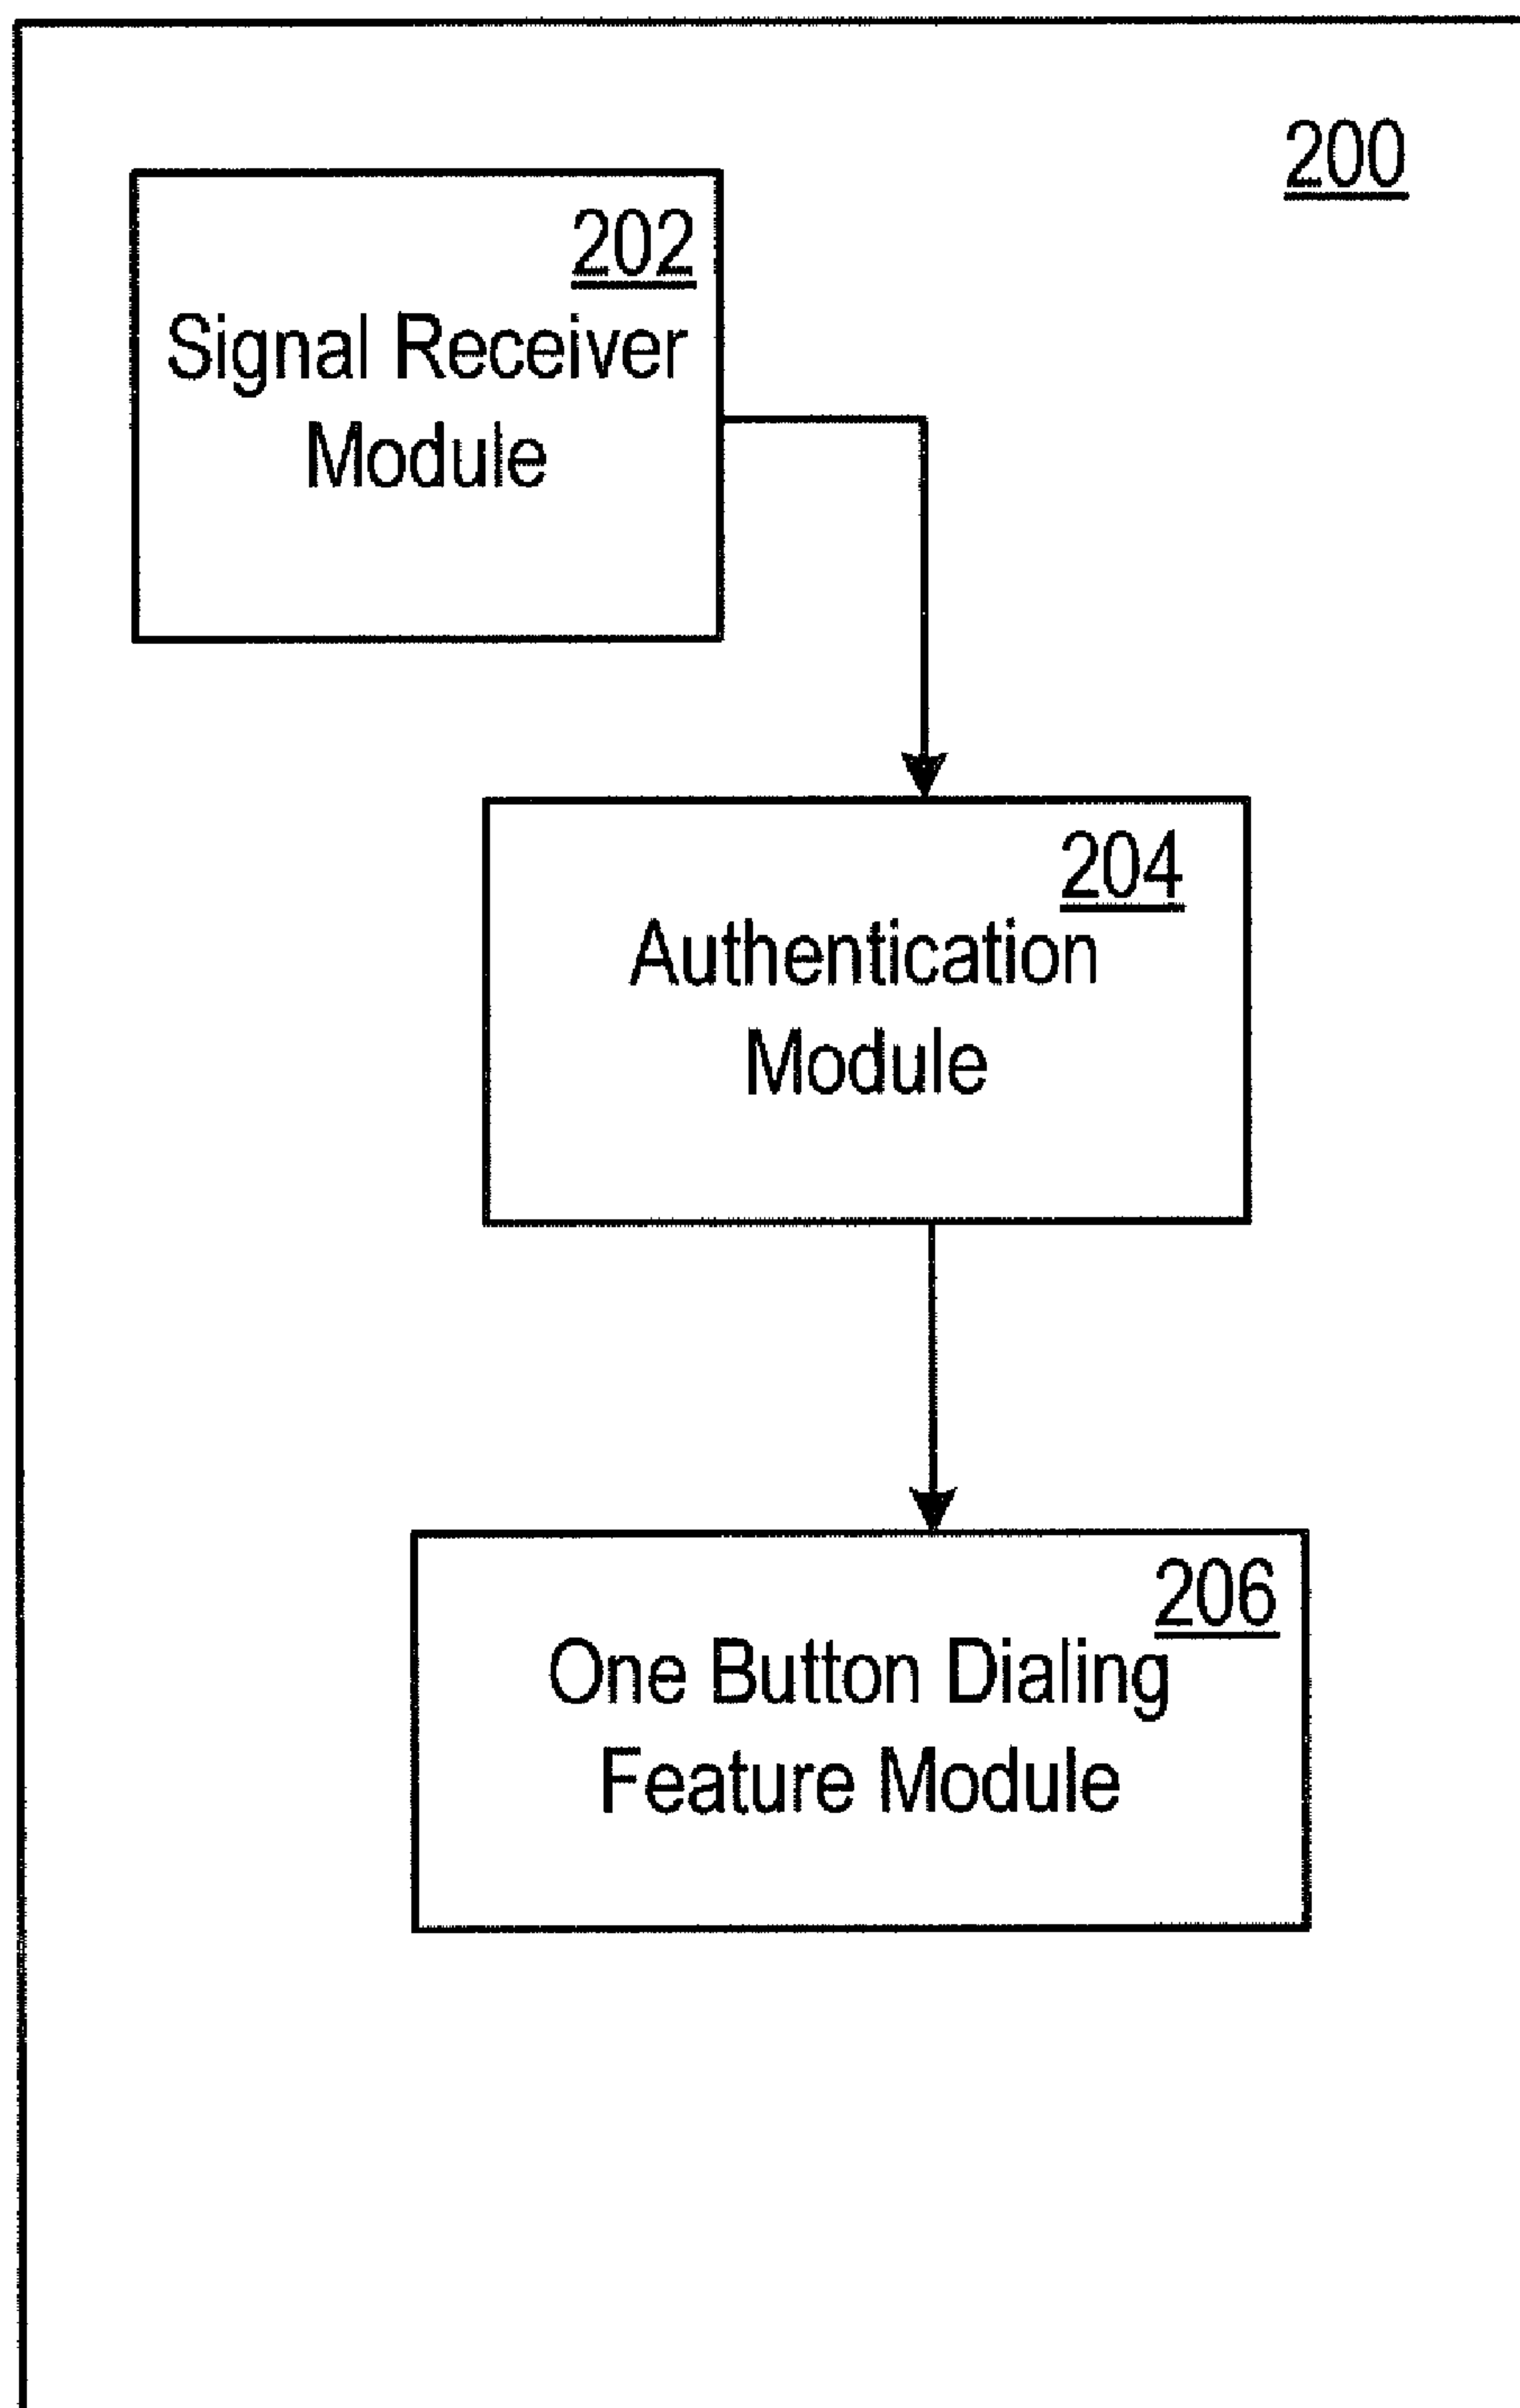 200
202
Signal Receiver
Module
204
Authentication
Module
206
One Button Dialing
Feature Module